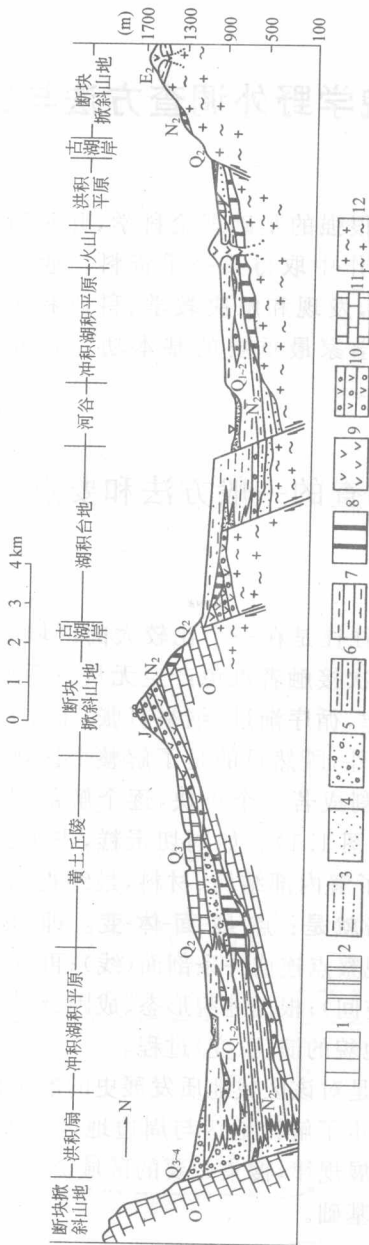 0 1 2 3 4 km
(m)
断块掀
斜山地
洪积扇
冲积湖积平原
黄土丘陵
断块
掀斜山地
古湖
岸
湖积台地
河谷
冲积湖积平原
火山
洪积
平原
古湖
岸
断块
掀斜山地
1700
1300
900
500
100
N
O
Q3-4
Q1-2
N2
Q2
Q3
J
N2
Q2
O
Q1-2
N2
Q2
N2
E2
1
2
3
4
5
6
7
8
9
10
11
12